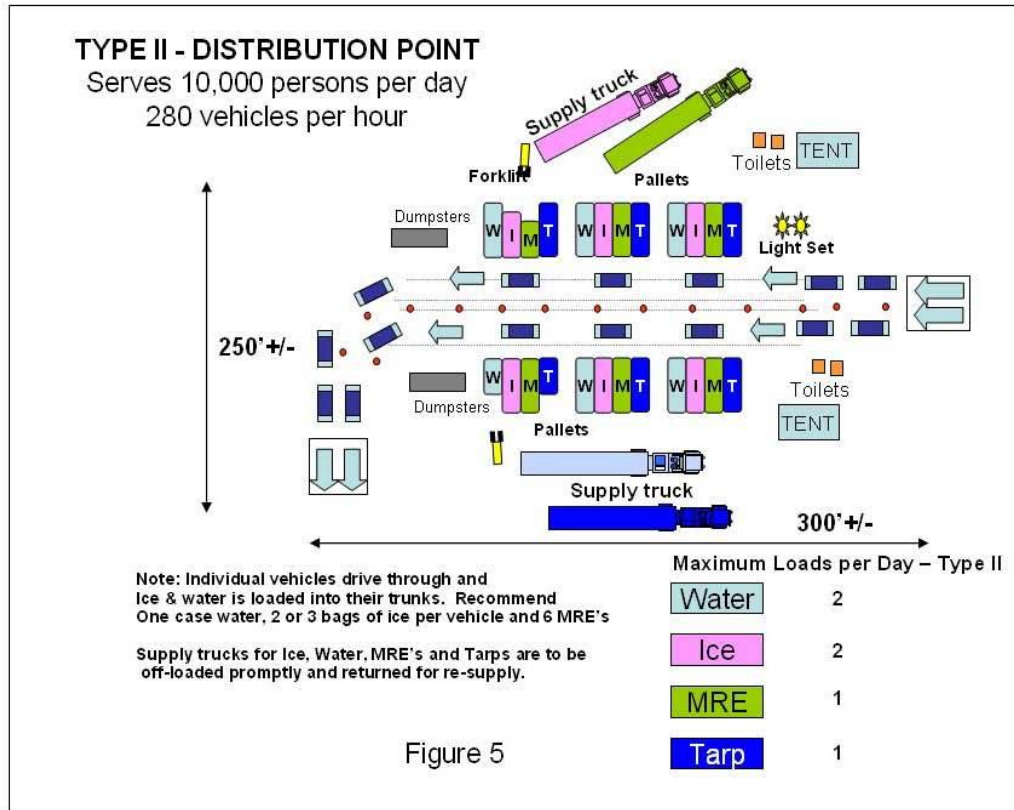 TYPE II - DISTRIBUTION POINT
Serves 10,000 persons per day
280 vehicles per hour
Supply truck
Toilets
TENT
Forklift
Pallets
Dumpsters
W I M T
W I M T
W I M T
Light Set
250'+/-
W I M T
W I M T
W I M T
Dumpsters
Toilets
TENT
Pallets
Supply truck
300'+/-
Maximum Loads per Day – Type II
Water 2
Ice 2
MRE 1
Tarp 1
Note: Individual vehicles drive through and
Ice & water is loaded into their trunks. Recommend
One case water, 2 or 3 bags of ice per vehicle and 6 MRE's
Supply trucks for Ice, Water, MRE's and Tarps are to be
off-loaded promptly and returned for re-supply.
Figure 5